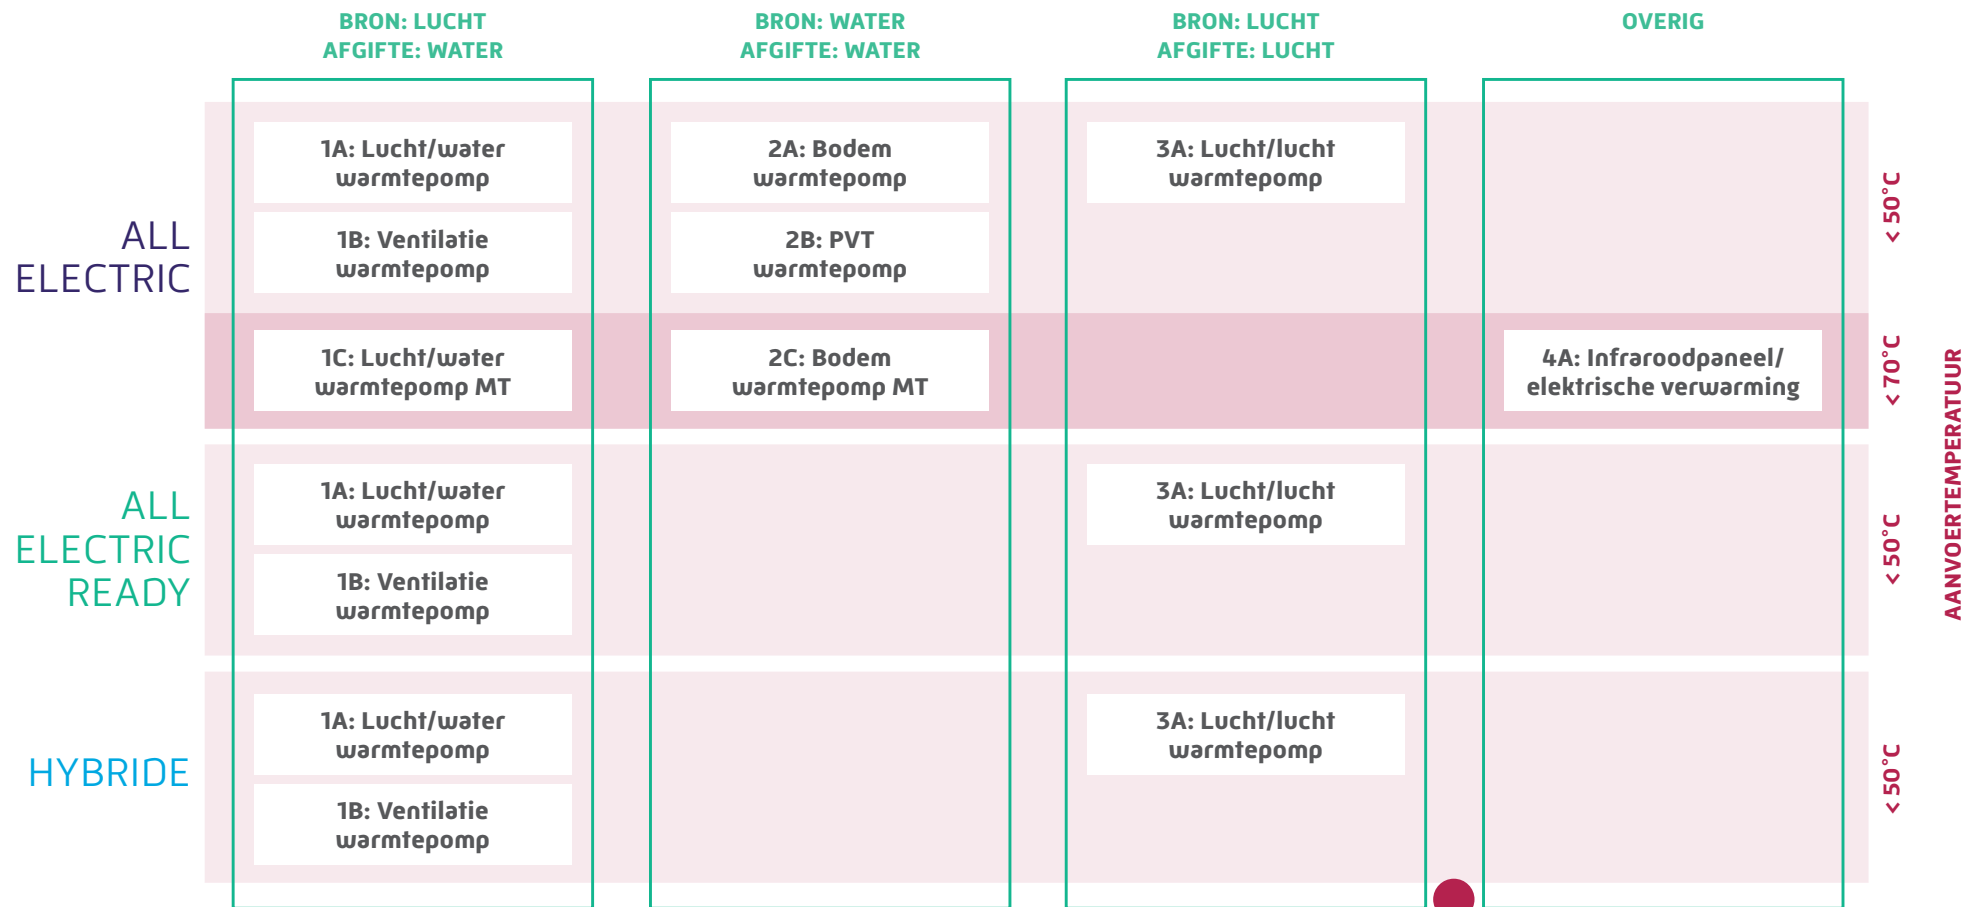 BRON: LUCHT
AFGIFTE: WATER
BRON: WATER
AFGIFTE: WATER
BRON: LUCHT
AFGIFTE: LUCHT
OVERIG
ALL
ELECTRIC
1A: Lucht/water
warmtepomp
2A: Bodem
warmtepomp
3A: Lucht/lucht
warmtepomp
1B: Ventilatie
warmtepomp
2B: PVT
warmtepomp
< 50°C
1C: Lucht/water
warmtepomp MT
2C: Bodem
warmtepomp MT
4A: Infraroodpaneel/
elektrische verwarming
< 70°C
ALL
ELECTRIC
READY
1A: Lucht/water
warmtepomp
3A: Lucht/lucht
warmtepomp
1B: Ventilatie
warmtepomp
< 50°C
HYBRIDE
1A: Lucht/water
warmtepomp
3A: Lucht/lucht
warmtepomp
1B: Ventilatie
warmtepomp
< 50°C
AANVOERTEMPERATUUR